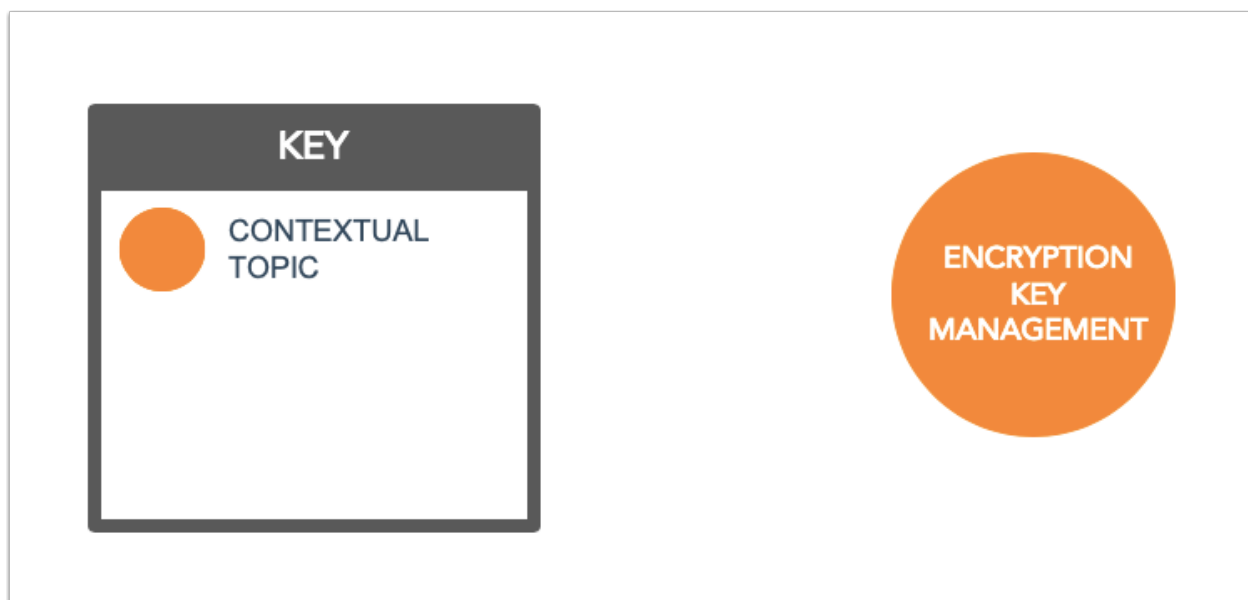 KEY
CONTEXTUAL
TOPIC
ENCRYPTION
KEY
MANAGEMENT